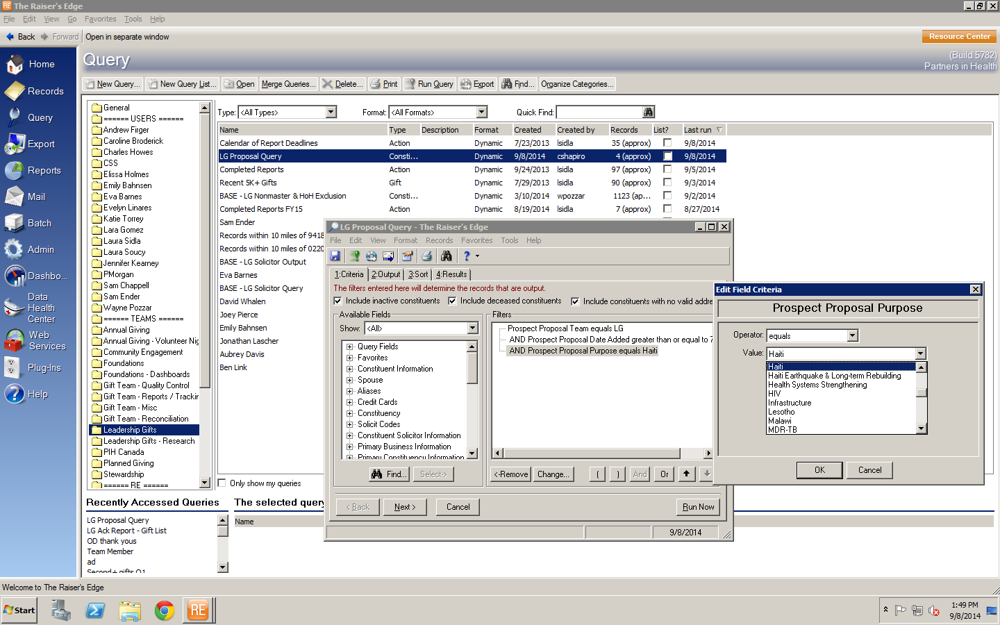 The Raiser's Edge
File Edit View Go Favorites Tools Help
Back Forward Open in separate window Resource Center
Query
(Build 5782)
Partners in Health
New Query... New Query List... Open Merge Queries... Delete... Print Run Query Export Find... Organize Categories...
Home
Records
Query
Export
Reports
Mail
Batch
Admin
Dashbo...
Data
Health
Center
Web
Services
Plug-Ins
Help
General
====== USERS ======
Andrew Firger
Caroline Broderick
Charles Howes
CSS
Elissa Holmes
Emily Bahnsen
Eva Barnes
Evelyn Linares
Katie Torrey
Lara Gomez
Laura Sidla
Laura Soucy
Jennifer Kearney
PMorgan
Sam Chappell
Sam Ender
Wayne Pozzar
====== TEAMS ======
Annual Giving
Annual Giving - Volunteer Nig
Community Engagement
Foundations
Foundations - Dashboards
Gift Team - Quality Control
Gift Team - Reports / Trackin
Gift Team - Misc
Gift Team - Reconciliation
Leadership Gifts
Leadership Gifts - Research
PIH Canada
Planned Giving
Stewardship
====== RE ======
Type: <All Types> Format: <All Formats> Quick Find:
Name Type Description Format Created Created by Records List? Last run
Calendar of Report Deadlines Action Dynamic 7/23/2013 lsidla 35 (approx) 9/8/2014
LG Proposal Query Consti... Dynamic 9/8/2014 cshapiro 4 (approx) 9/8/2014
Completed Reports Action Dynamic 9/24/2013 lsidla 97 (approx) 9/5/2014
Recent 5K+ Gifts Gift Dynamic 7/29/2013 lsidla 90 (approx) 9/3/2014
BASE - LG Nonmaster & HoH Exclusion Consti... Dynamic 3/10/2014 wpozzar 1123 (ap... 9/2/2014
Completed Reports FY15 Action Dynamic 8/19/2014 lsidla 7 (approx) 8/27/2014
Sam Ender
Records within 10 miles of 9418
Records within 10 miles of 0220
BASE - LG Solicitor Output
Eva Barnes
BASE - LG Solicitor Query
David Whalen
Joey Pierce
Emily Bahnsen
Jonathan Lascher
Aubrey Davis
Ben Link
Only show my queries
Recently Accessed Queries
LG Proposal Query
LG Ack Report - Gift List
OD thank yous
Team Member
ad
Second+ gifts Q1
The selected query
Name
LG Proposal Query - The Raiser's Edge
File Edit View Format Records Favorites Tools Help
1:Criteria 2:Output 3:Sort 4:Results
The filters entered here will determine the records that are output.
Include inactive constituents Include deceased constituents Include constituents with no valid addre
Available Fields
Show: <All>
Query Fields
Favorites
Constituent Information
Spouse
Aliases
Credit Cards
Constituency
Solicit Codes
Constituent Solicitor Information
Primary Business Information
Primary Constituency Information
Find... Select->
Filters
Prospect Proposal Team equals LG
AND Prospect Proposal Date Added greater than or equal to 7
AND Prospect Proposal Purpose equals Haiti
<-Remove Change... ( ) And Or
< Back Next > Cancel Run Now
9/8/2014
Edit Field Criteria
Prospect Proposal Purpose
Operator: equals
Value: Haiti
Haiti
Haiti Earthquake & Long-term Rebuilding
Health Systems Strengthening
HIV
Infrastructure
Lesotho
Malawi
MDR-TB
OK Cancel
Welcome to The Raiser's Edge
Start
RE
1:49 PM
9/8/2014